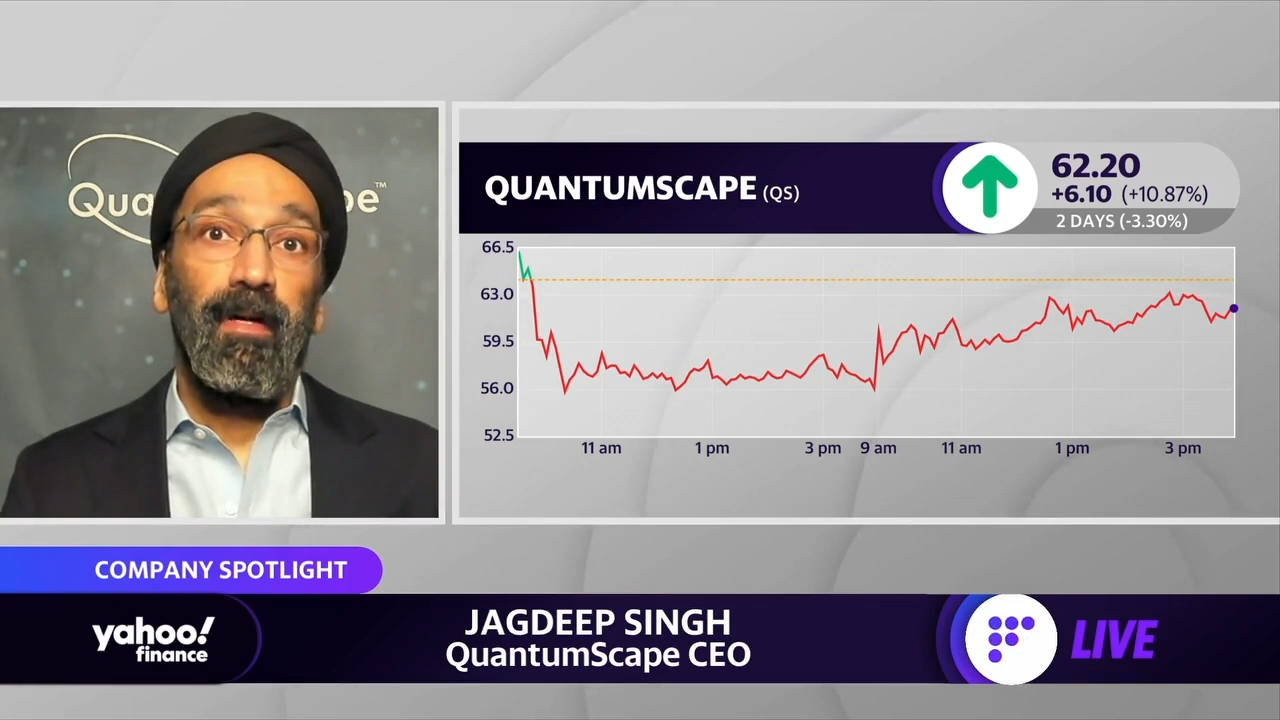 Qua pe™
QUANTUMSCAPE (QS)
62.20
+6.10 (+10.87%)
2 DAYS (-3.30%)
66.5
63.0
59.5
56.0
52.5
11 am 1 pm 3 pm 9 am 11 am 1 pm 3 pm
COMPANY SPOTLIGHT
yahoo!
finance
JAGDEEP SINGH
QuantumScape CEO
LIVE